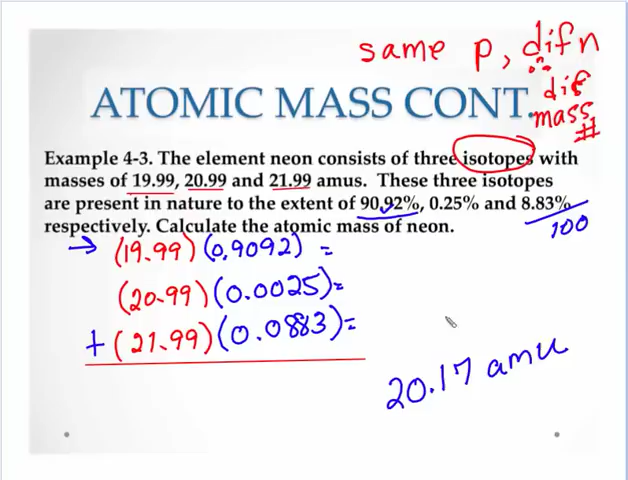 same p, difn
∴ dif
mass
#
ATOMIC MASS CONT.
Example 4-3. The element neon consists of three isotopes with
masses of 19.99, 20.99 and 21.99 amus. These three isotopes
are present in nature to the extent of 90.92%, 0.25% and 8.83%
respectively. Calculate the atomic mass of neon.
100
→ (19.99)(0.9092) =
(20.99)(0.0025)=
+(21.99)(0.0883)=
20.17 amu